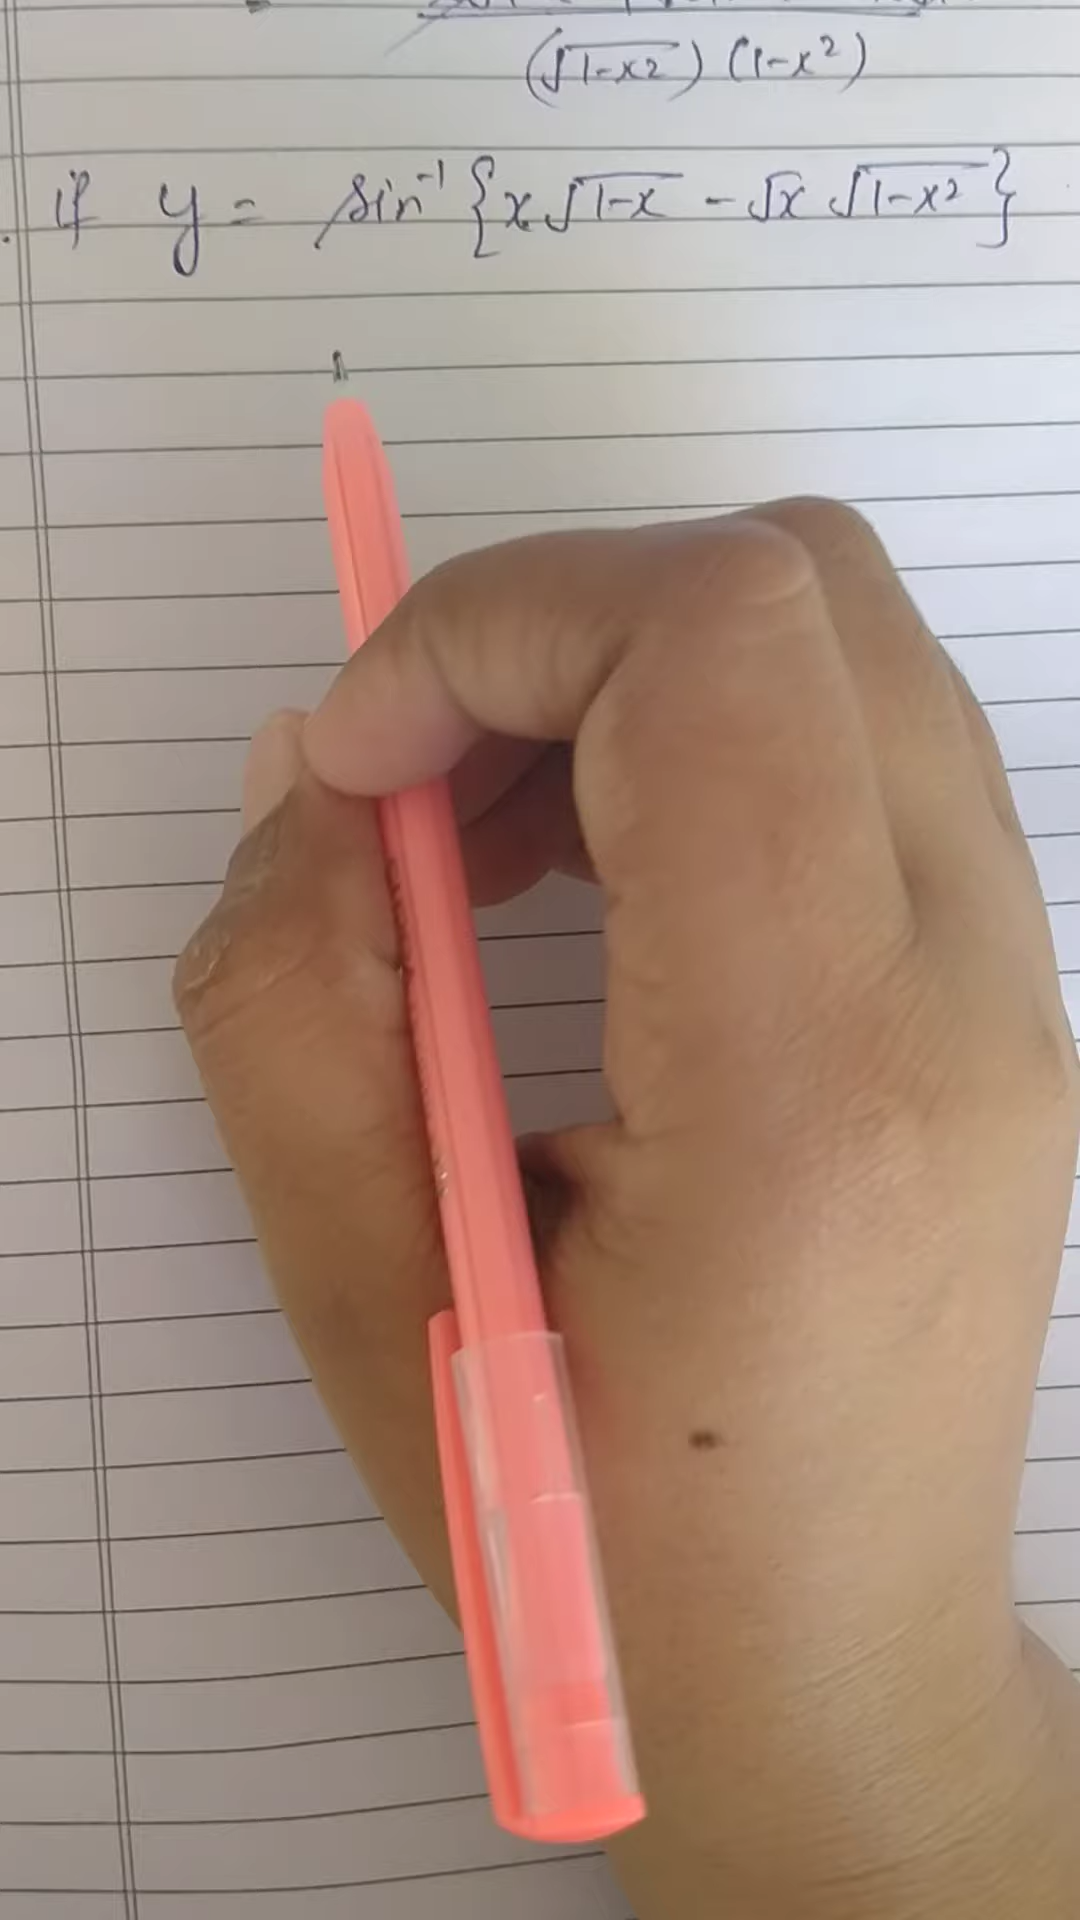 (√1-x2) (1-x²)
if y = sin⁻¹ {x√1-x - √x √1-x²}